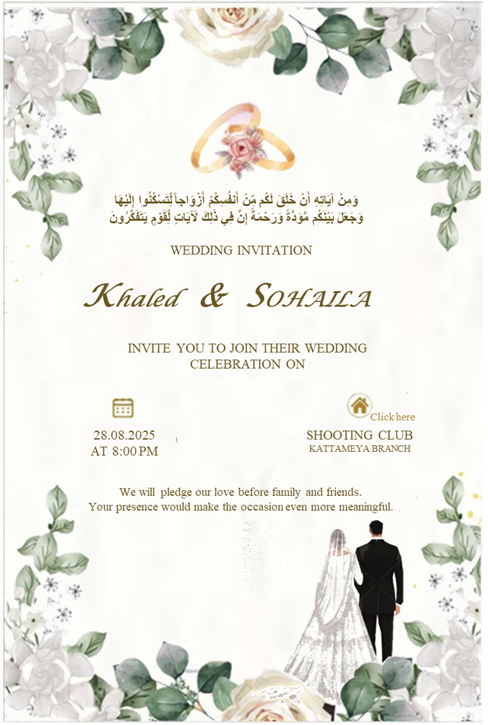 وَمِنْ آيَاتِهِ أَنْ خَلَقَ لَكُم مِّنْ أَنفُسِكُمْ أَزْوَاجاً لِّتَسْكُنُوا إِلَيْهَا
وَجَعَلَ بَيْنَكُم مَّوَدَّةً وَرَحْمَةً إِنَّ فِي ذَلِكَ لَآيَاتٍ لِّقَوْمٍ يَتَفَكَّرُونَ
WEDDING INVITATION
Khaled & SOHAILA
INVITE YOU TO JOIN THEIR WEDDING
CELEBRATION ON
Click here
28.08.2025
AT 8:00 PM
SHOOTING CLUB
KATTAMEYA BRANCH
We will pledge our love before family and friends.
Your presence would make the occasion even more meaningful.